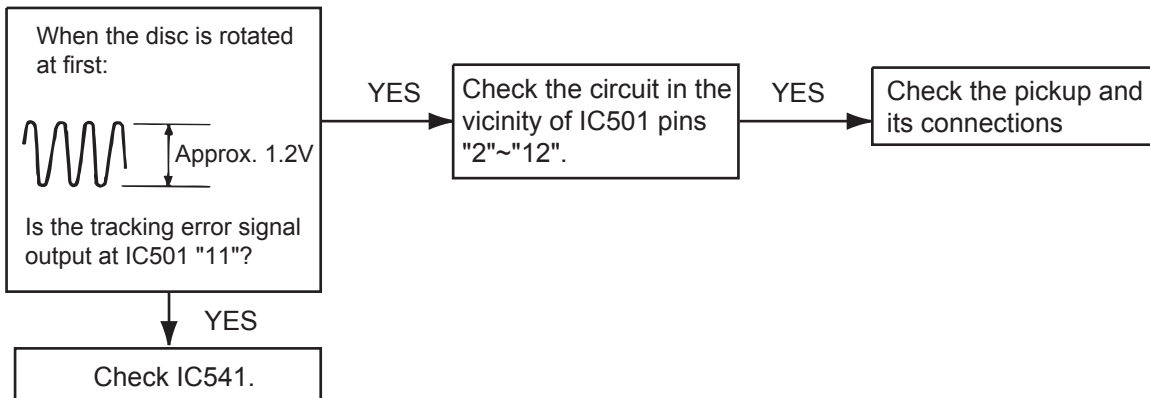 When the disc is rotated
at first:
Approx. 1.2V
Is the tracking error signal
output at IC501 "11"?
YES
Check the circuit in the
vicinity of IC501 pins
"2"~"12".
YES
Check the pickup and
its connections
YES
Check IC541.